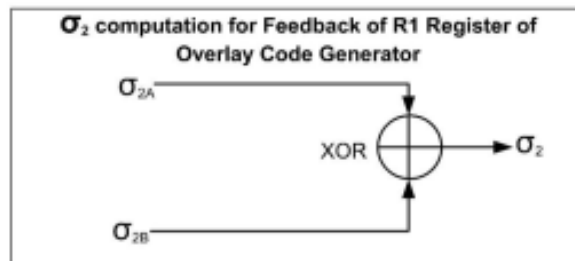 σ₂ computation for Feedback of R1 Register of
Overlay Code Generator
σ₂A
XOR
σ₂
σ₂B